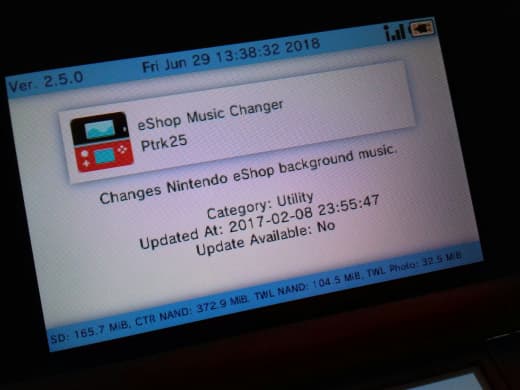 Ver. 2.5.0 Fri Jun 29 13:38:32 2018
eShop Music Changer
Ptrk25
Changes Nintendo eShop background music.
Category: Utility
Updated At: 2017-02-08 23:55:47
Update Available: No
SD: 165.7 MiB, CTR NAND: 372.9 MiB, TWL NAND: 104.5 MiB, TWL Photo: 32.5 MiB